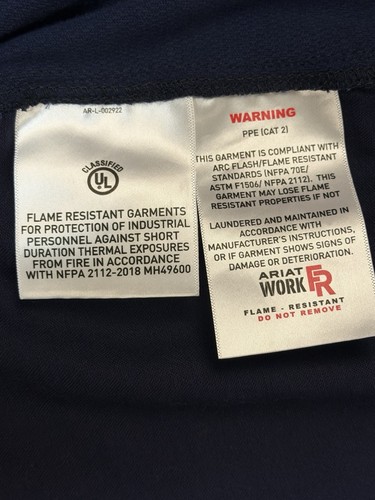 AR-L-002922
CLASSIFIED
UL
FLAME RESISTANT GARMENTS
FOR PROTECTION OF INDUSTRIAL
PERSONNEL AGAINST SHORT
DURATION THERMAL EXPOSURES
FROM FIRE IN ACCORDANCE
WITH NFPA 2112-2018 MH49600
WARNING
PPE (CAT 2)
THIS GARMENT IS COMPLIANT WITH
ARC FLASH/FLAME RESISTANT
STANDARDS (NFPA 70E/
ASTM F1506/ NFPA 2112). THIS
GARMENT MAY LOSE FLAME
RESISTANT PROPERTIES IF NOT
LAUNDERED AND MAINTAINED IN
ACCORDANCE WITH
MANUFACTURER'S INSTRUCTIONS,
OR IF GARMENT SHOWS SIGNS OF
DAMAGE OR DETERIORATION.
ARIAT
WORK FR
FLAME - RESISTANT
DO NOT REMOVE